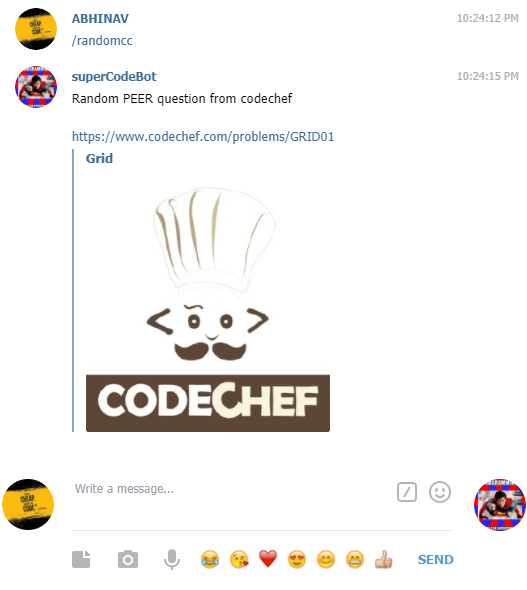 ABHINAV
10:24:12 PM
/randomcc
superCodeBot
10:24:15 PM
Random PEER question from codechef
https://www.codechef.com/problems/GRID01
Grid
CODECHEF
Write a message...
SEND